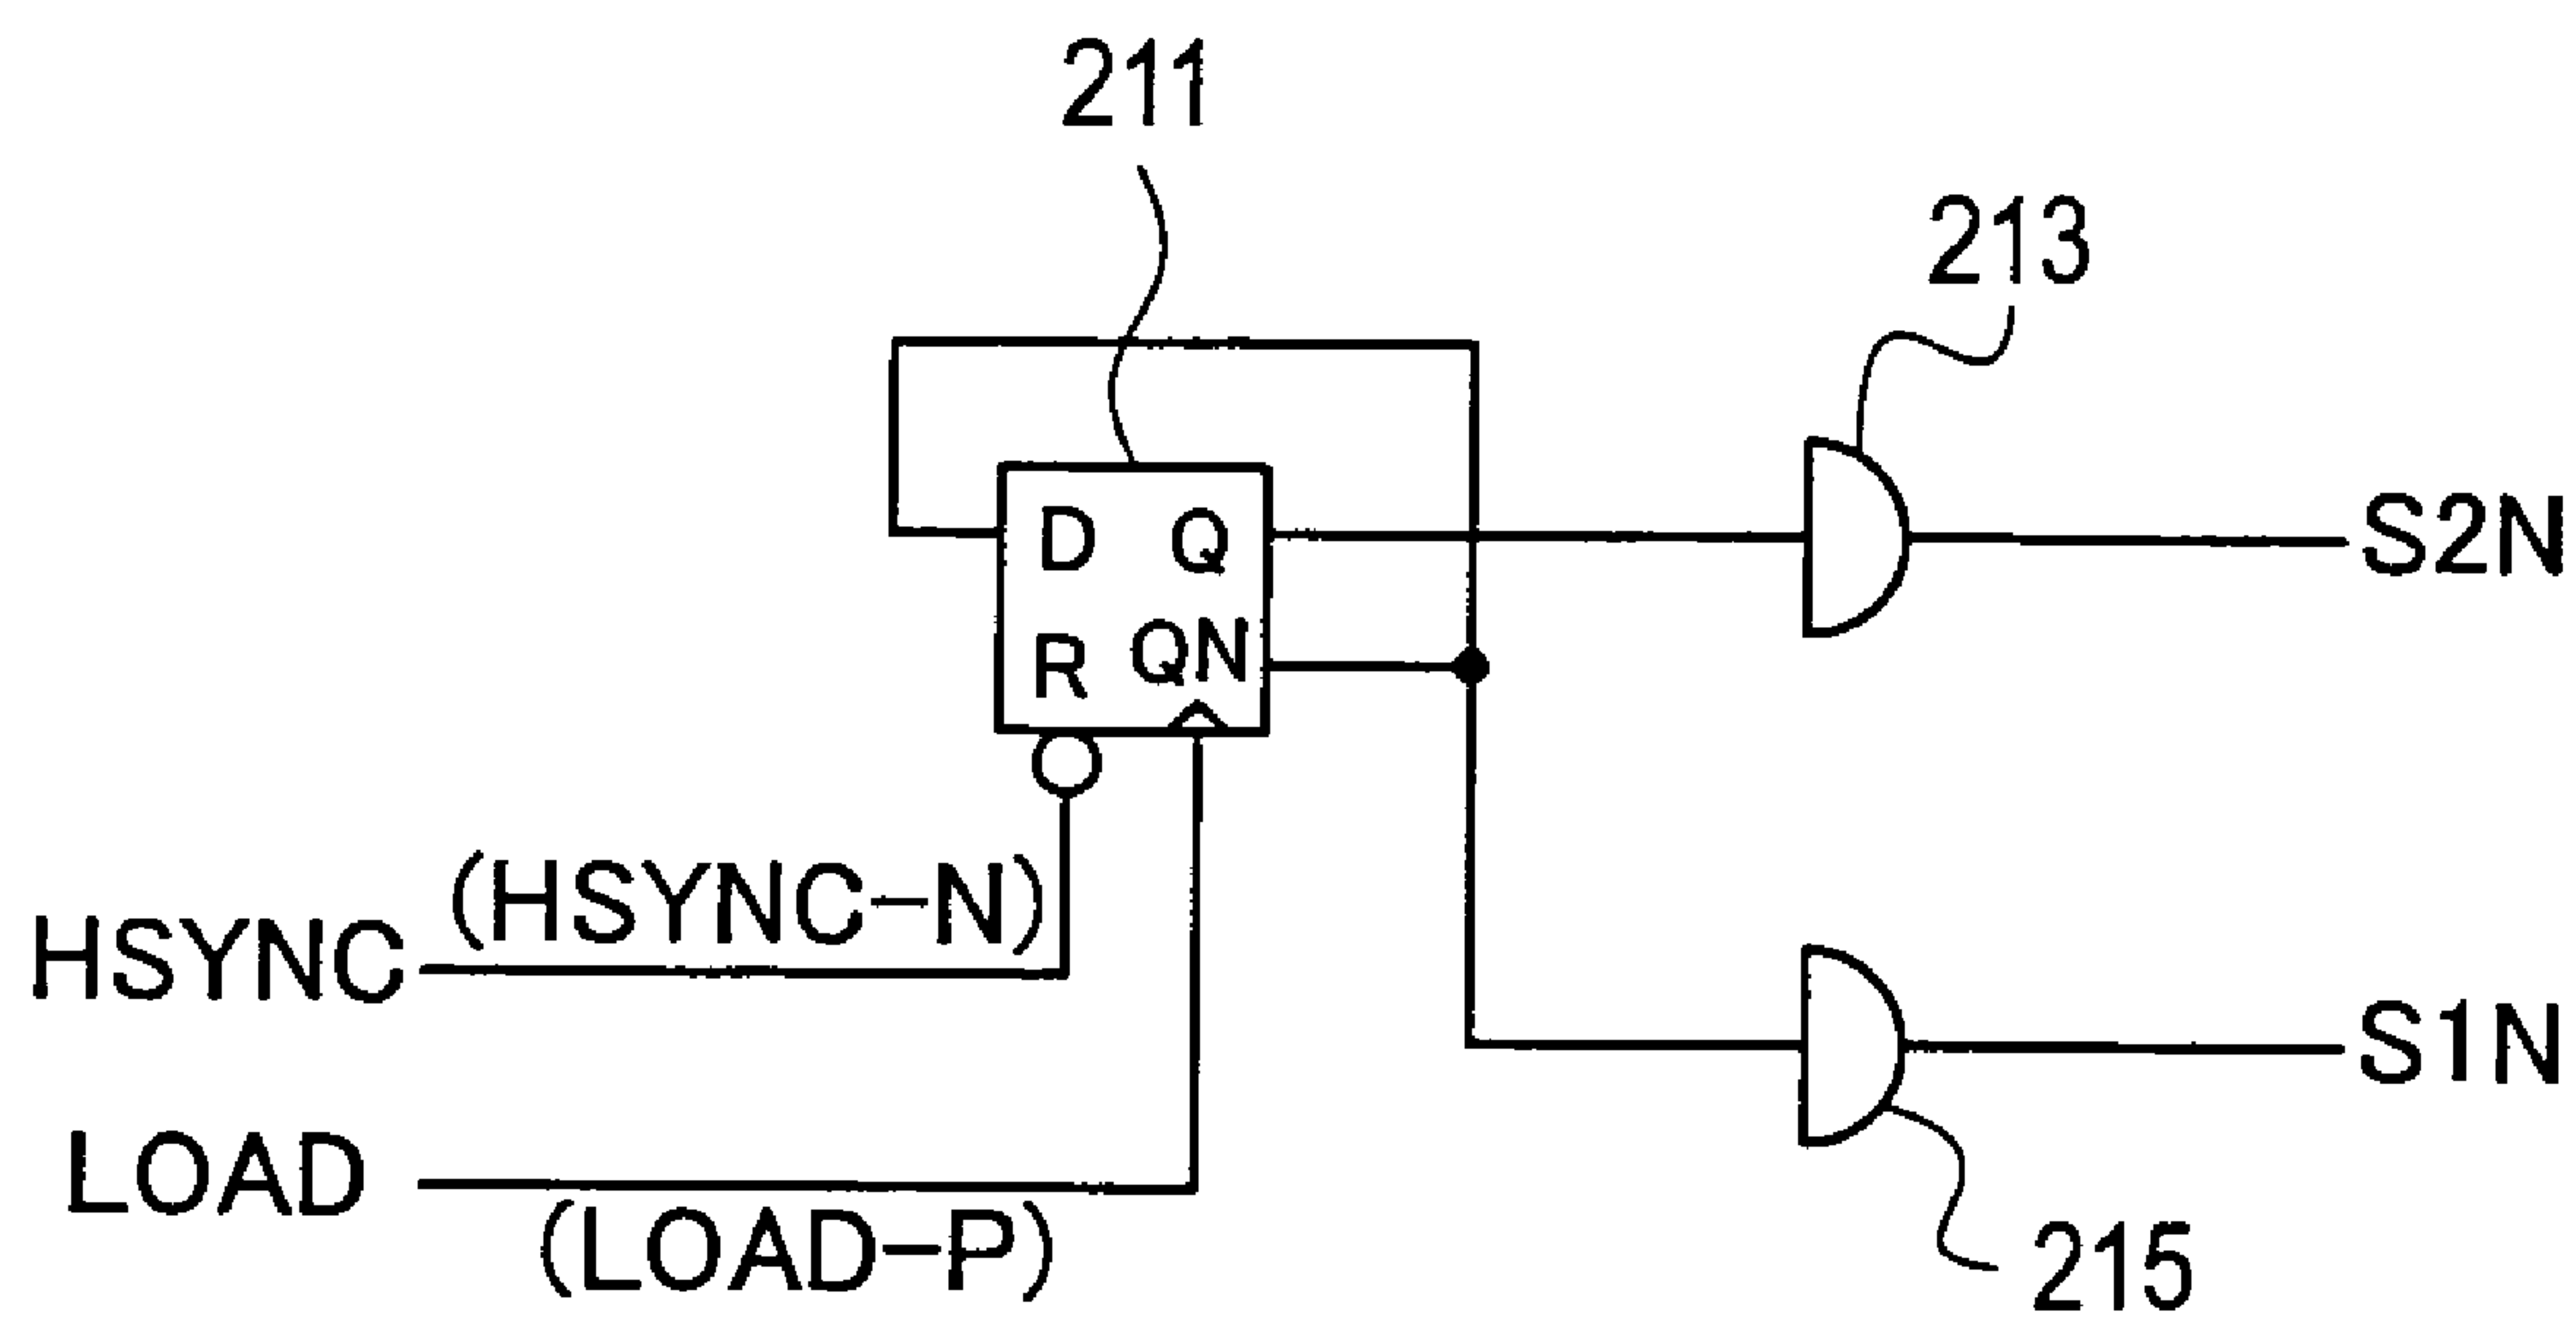 211
213
D Q
S2N
R QN
(HSYNC-N)
HSYNC
S1N
LOAD
(LOAD-P)
215